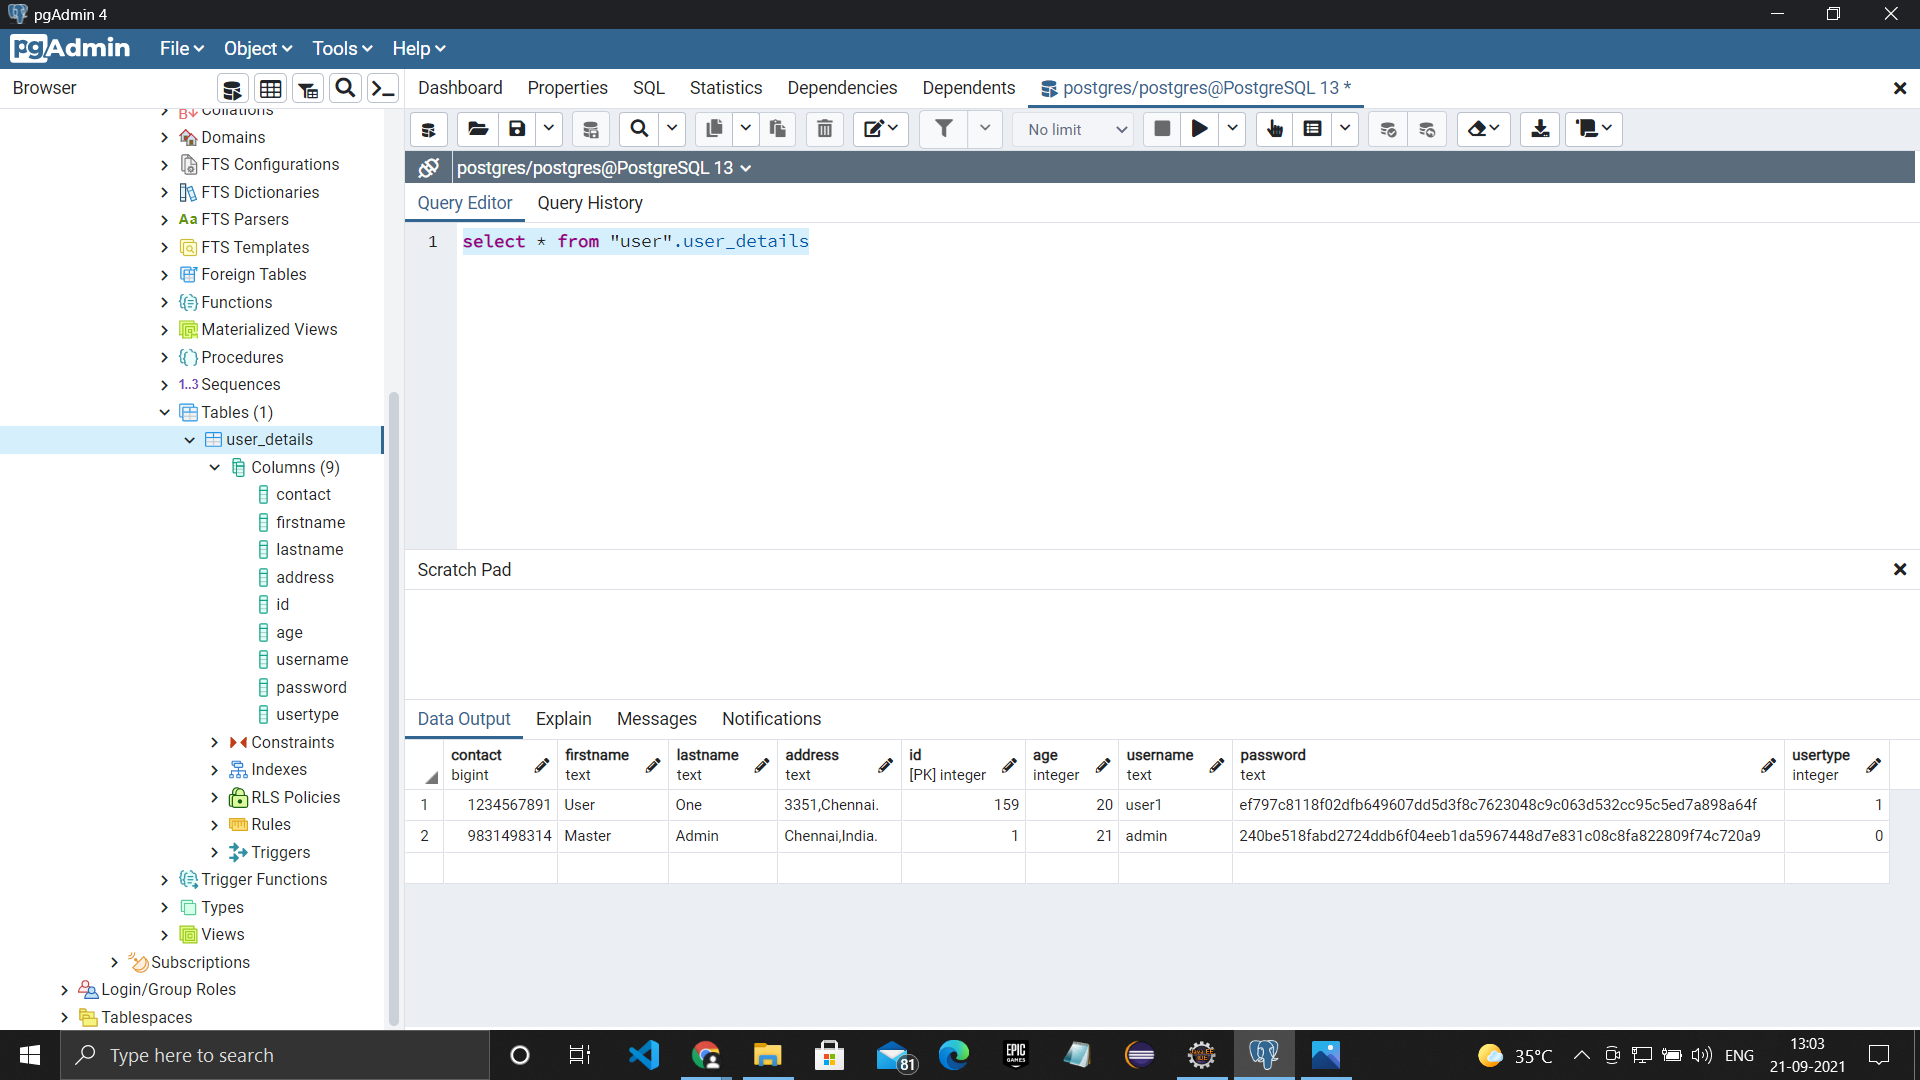 pgAdmin 4
pgAdmin File Object Tools Help
Browser
Dashboard Properties SQL Statistics Dependencies Dependents postgres/postgres@PostgreSQL 13 *
No limit
postgres/postgres@PostgreSQL 13
Query Editor Query History
1 select * from "user".user_details
Collations
Domains
FTS Configurations
FTS Dictionaries
Aa FTS Parsers
FTS Templates
Foreign Tables
Functions
Materialized Views
Procedures
1..3 Sequences
Tables (1)
user_details
Columns (9)
contact
firstname
lastname
address
id
age
username
password
usertype
Constraints
Indexes
RLS Policies
Rules
Triggers
Trigger Functions
Types
Views
Subscriptions
Login/Group Roles
Tablespaces
Scratch Pad
Data Output Explain Messages Notifications
contact firstname lastname address id age username password usertype
bigint text text text [PK] integer integer text text integer
1 1234567891 User One 3351,Chennai. 159 20 user1 ef797c8118f02dfb649607dd5d3f8c7623048c9c063d532cc95c5ed7a898a64f 1
2 9831498314 Master Admin Chennai,India. 1 21 admin 240be518fabd2724ddb6f04eeb1da5967448d7e831c08c8fa822809f74c720a9 0
Type here to search
EPIC GAMES
81
35°C ENG
13:03
21-09-2021